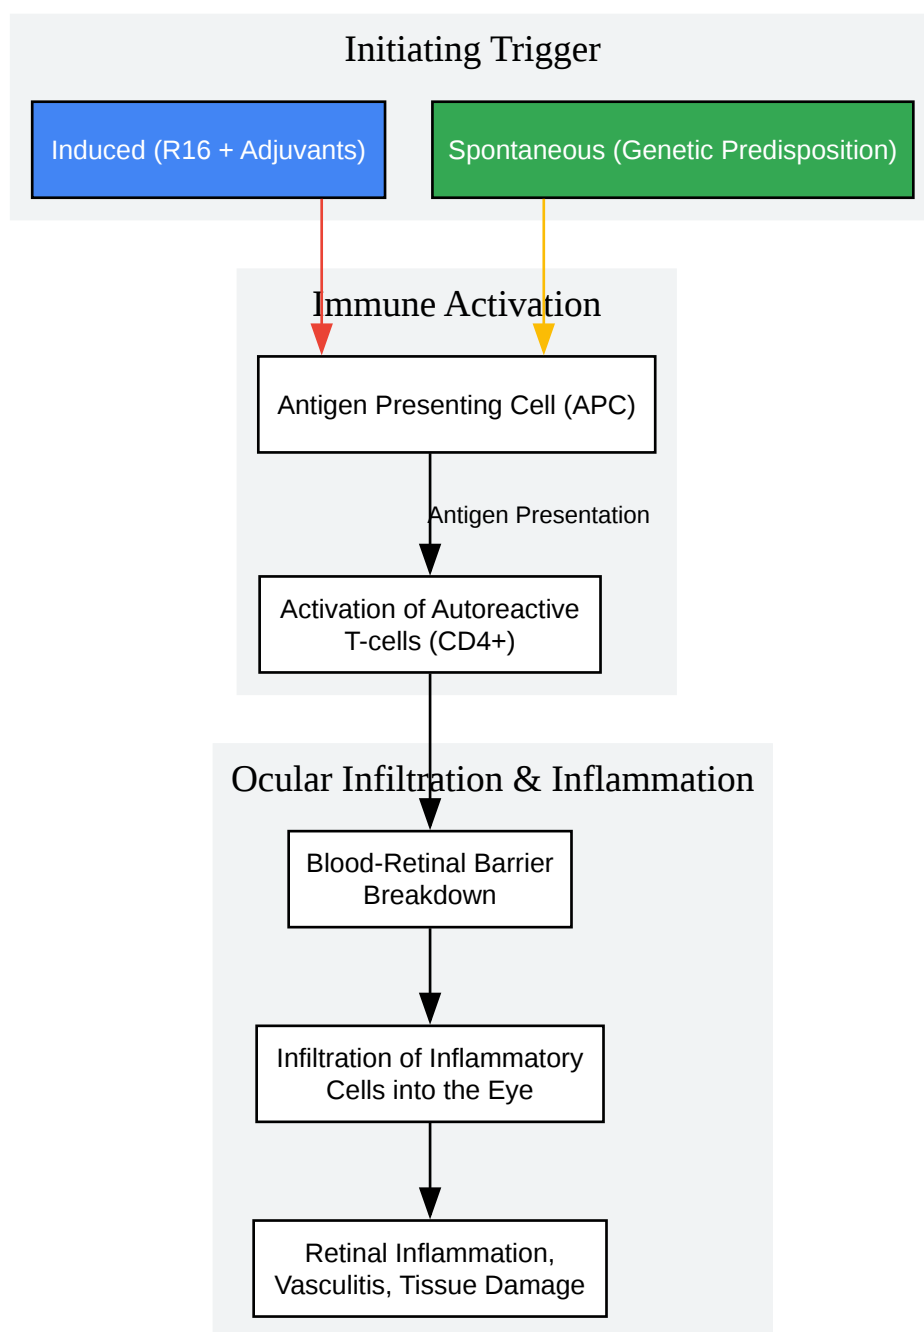 Initiating Trigger
Induced (R16 + Adjuvants)
Spontaneous (Genetic Predisposition)
Immune Activation
Antigen Presenting Cell (APC)
Antigen Presentation
Activation of Autoreactive
T-cells (CD4+)
Ocular Infiltration & Inflammation
Blood-Retinal Barrier
Breakdown
Infiltration of Inflammatory
Cells into the Eye
Retinal Inflammation,
Vasculitis, Tissue Damage